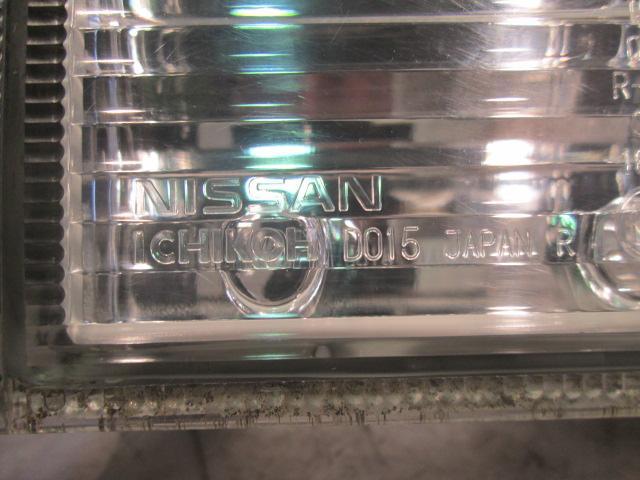 R-
NISSAN
ICHIKOH D015 JAPAN R